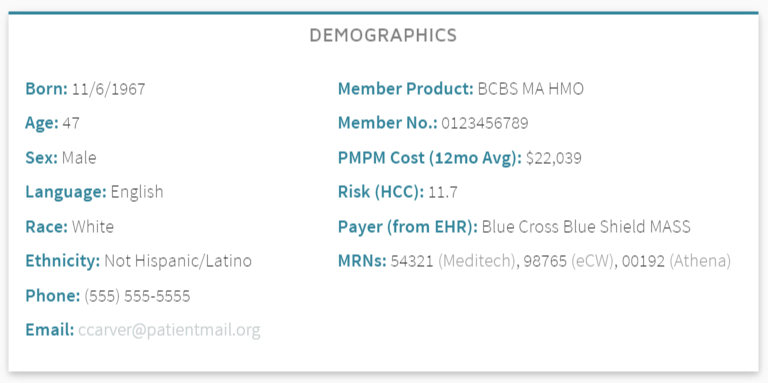 DEMOGRAPHICS
Born: 11/6/1967
Age: 47
Sex: Male
Language: English
Race: White
Ethnicity: Not Hispanic/Latino
Phone: (555) 555-5555
Email: ccarver@patientmail.org
Member Product: BCBS MA HMO
Member No.: 0123456789
PMPM Cost (12mo Avg): $22,039
Risk (HCC): 11.7
Payer (from EHR): Blue Cross Blue Shield MASS
MRNs: 54321 (Meditech), 98765 (eCW), 00192 (Athena)